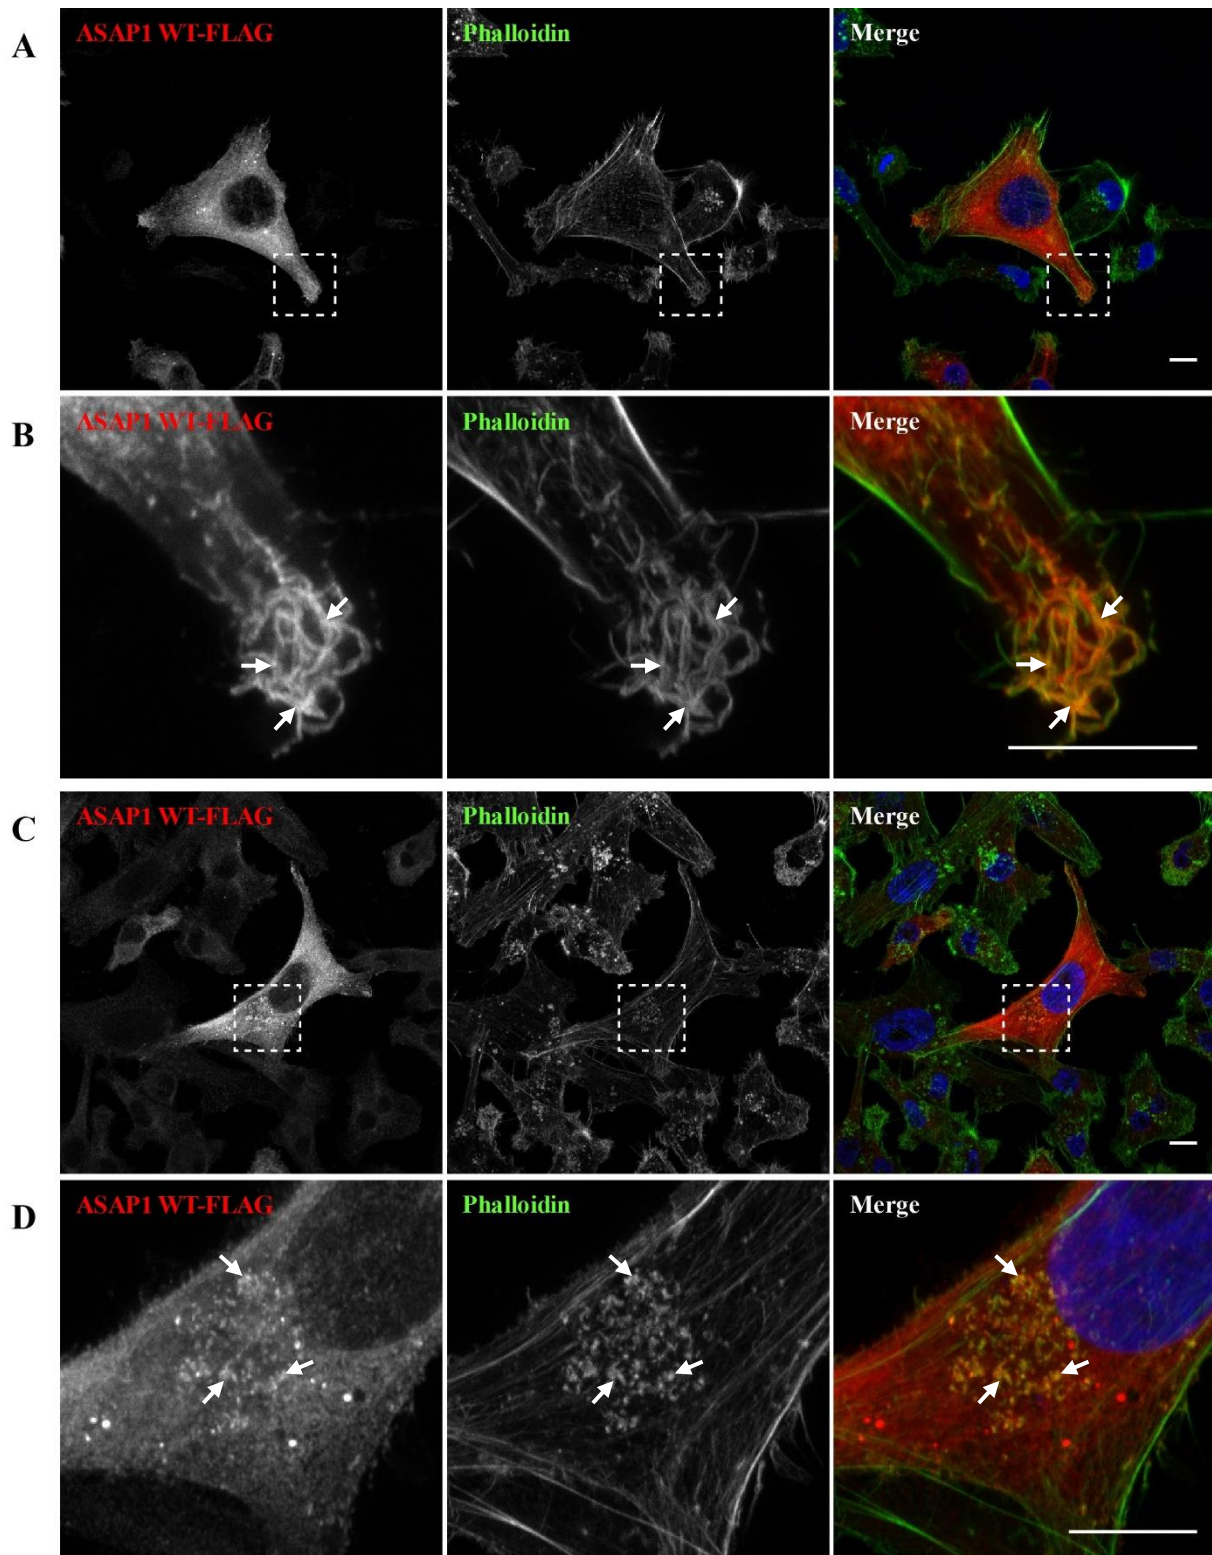 A
ASAP1 WT-FLAG
Phalloidin
Merge
B
ASAP1 WT-FLAG
Phalloidin
Merge
C
ASAP1 WT-FLAG
Phalloidin
Merge
D
ASAP1 WT-FLAG
Phalloidin
Merge